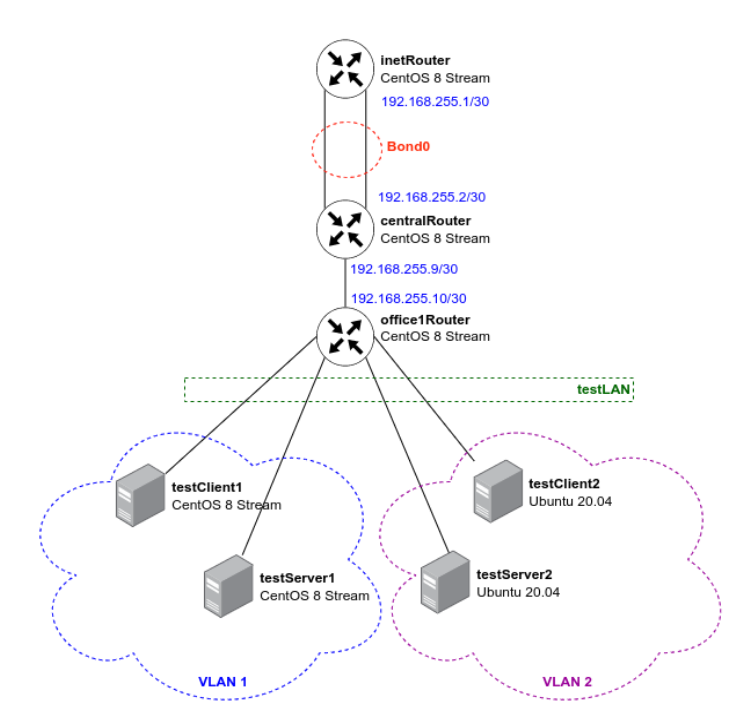 inetRouter
CentOS 8 Stream
192.168.255.1/30
Bond0
192.168.255.2/30
centralRouter
CentOS 8 Stream
192.168.255.9/30
192.168.255.10/30
office1Router
CentOS 8 Stream
testLAN
testClient1
CentOS 8 Stream
testClient2
Ubuntu 20.04
testServer1
CentOS 8 Stream
testServer2
Ubuntu 20.04
VLAN 1
VLAN 2